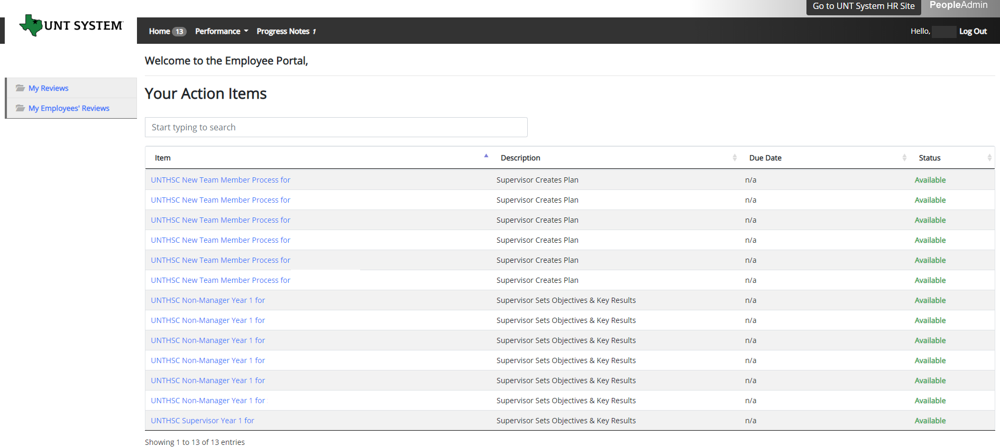 Go to UNT System HR Site PeopleAdmin
UNT SYSTEM
Home 13 Performance Progress Notes 1 Hello, Log Out
Welcome to the Employee Portal,
My Reviews
My Employees' Reviews
Your Action Items
Start typing to search
Item Description Due Date Status
UNTHSC New Team Member Process for Supervisor Creates Plan n/a Available
UNTHSC New Team Member Process for Supervisor Creates Plan n/a Available
UNTHSC New Team Member Process for Supervisor Creates Plan n/a Available
UNTHSC New Team Member Process for Supervisor Creates Plan n/a Available
UNTHSC New Team Member Process for Supervisor Creates Plan n/a Available
UNTHSC New Team Member Process for Supervisor Creates Plan n/a Available
UNTHSC Non-Manager Year 1 for Supervisor Sets Objectives & Key Results n/a Available
UNTHSC Non-Manager Year 1 for Supervisor Sets Objectives & Key Results n/a Available
UNTHSC Non-Manager Year 1 for Supervisor Sets Objectives & Key Results n/a Available
UNTHSC Non-Manager Year 1 for Supervisor Sets Objectives & Key Results n/a Available
UNTHSC Non-Manager Year 1 for Supervisor Sets Objectives & Key Results n/a Available
UNTHSC Non-Manager Year 1 for Supervisor Sets Objectives & Key Results n/a Available
UNTHSC Supervisor Year 1 for Supervisor Sets Objectives & Key Results n/a Available
Showing 1 to 13 of 13 entries